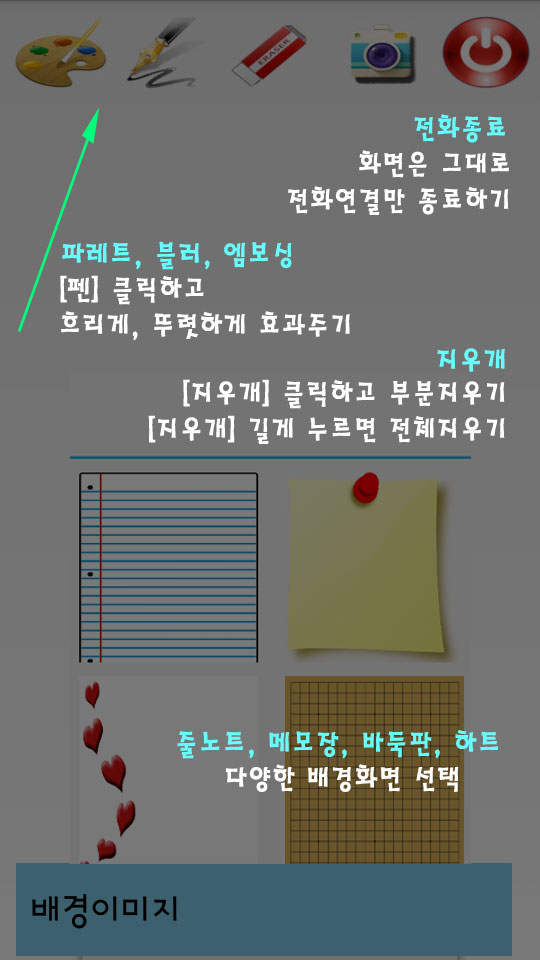 ERASER
전화종료
화면은 그대로
전화연결만 종료하기
파레트, 블러, 엠보싱
[펜] 클릭하고
흐리게, 뚜렷하게 효과주기
지우개
[지우개] 클릭하고 부분지우기
[지우개] 길게 누르면 전체지우기
줄노트, 메모장, 바둑판, 하트
다양한 배경화면 선택
배경이미지